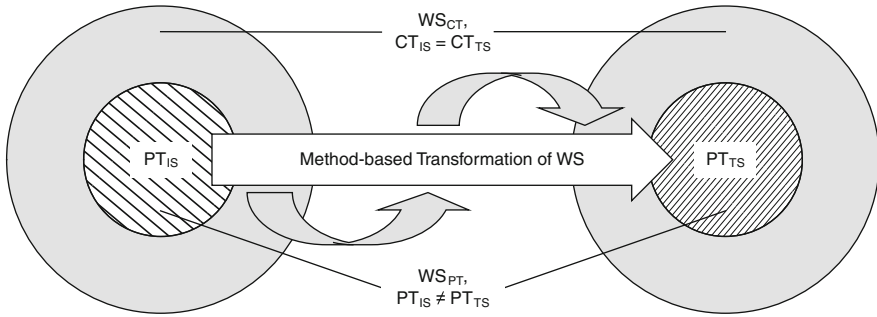 WS_CT,
CT_IS = CT_TS
PT_IS
Method-based Transformation of WS
PT_TS
WS_PT,
PT_IS ≠ PT_TS